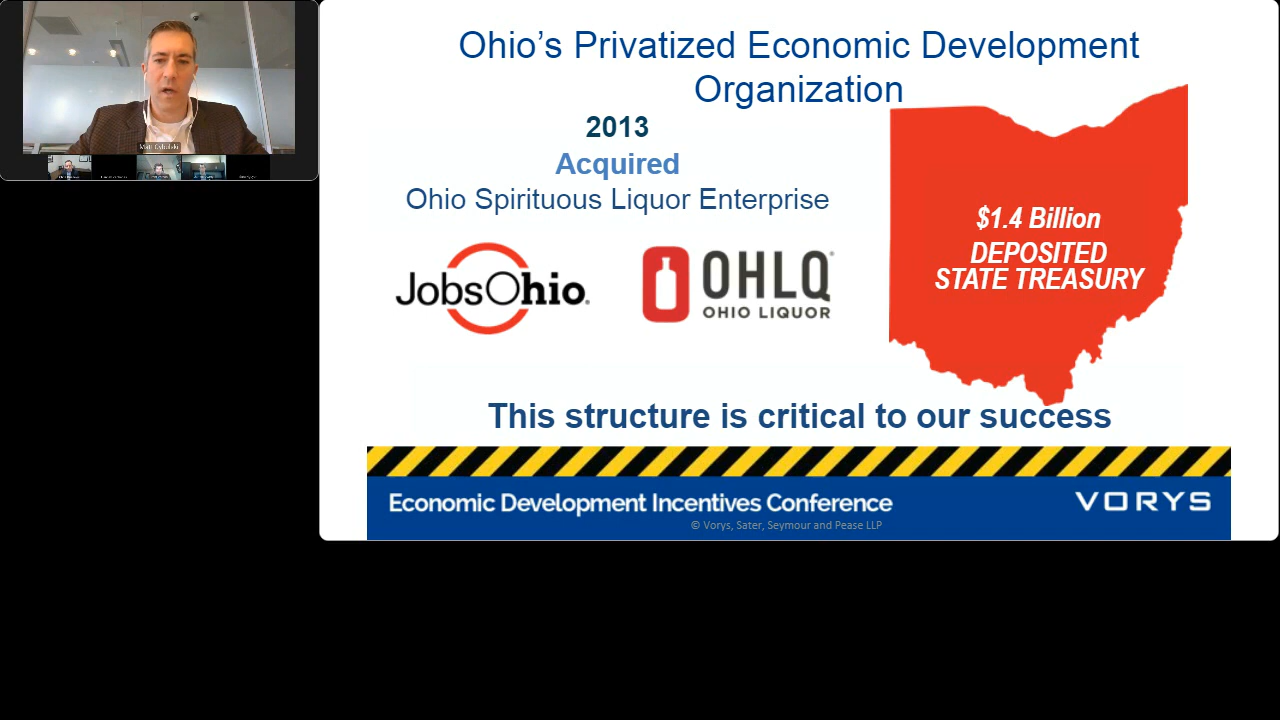 Matt Cybulski
Ohio's Privatized Economic Development
Organization
2013
Acquired
Ohio Spirituous Liquor Enterprise
JobsOhio.
OHLQ
OHIO LIQUOR
$1.4 Billion
DEPOSITED
STATE TREASURY
This structure is critical to our success
Economic Development Incentives Conference
VORYS
© Vorys, Sater, Seymour and Pease LLP